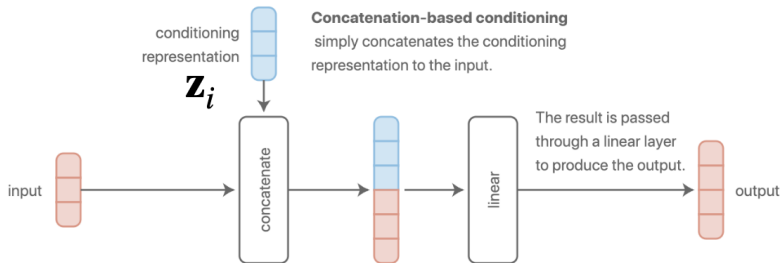 conditioning
representation
𝐳ᵢ
Concatenation-based conditioning
simply concatenates the conditioning
representation to the input.
The result is passed
through a linear layer
to produce the output.
input
concatenate
linear
output